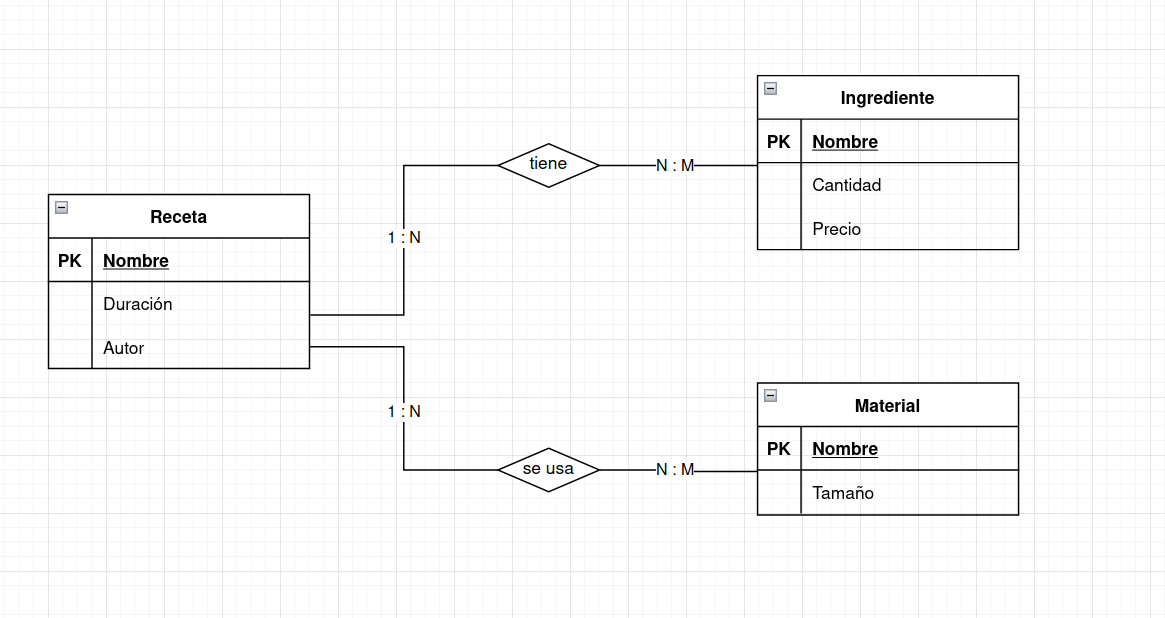 Receta
PK Nombre
Duración
Autor
1 : N
tiene
N : M
Ingrediente
PK Nombre
Cantidad
Precio
1 : N
se usa
N : M
Material
PK Nombre
Tamaño